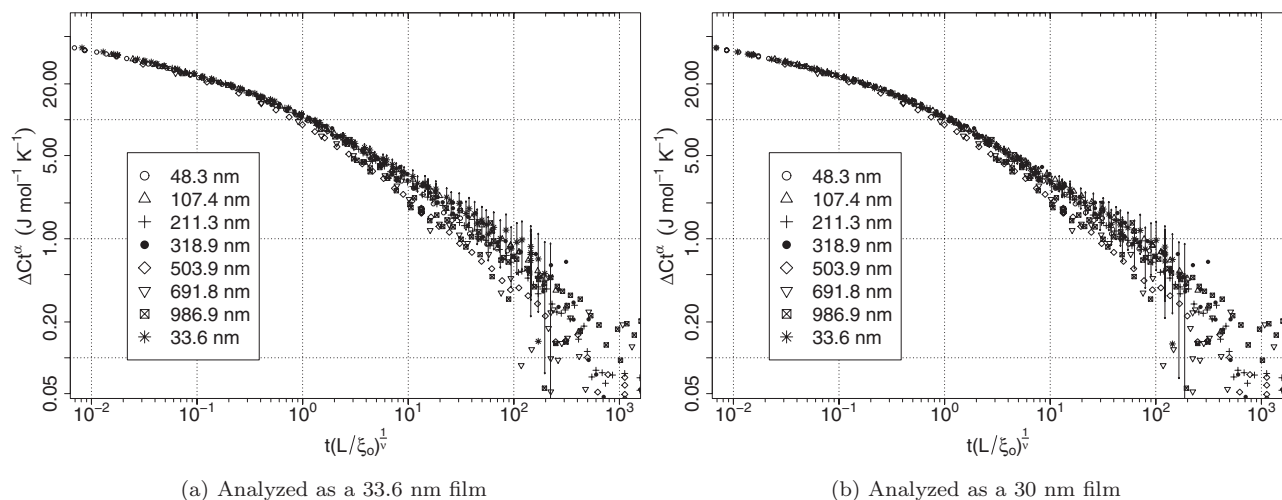 20.00
5.00
1.00
0.20
0.05
ΔCtα (J mol−1 K−1)
48.3 nm
107.4 nm
211.3 nm
318.9 nm
503.9 nm
691.8 nm
986.9 nm
33.6 nm
10−2 10−1 100 101 102 103
t(L/ξo)1/ν
(a) Analyzed as a 33.6 nm film
20.00
5.00
1.00
0.20
0.05
ΔCtα (J mol−1 K−1)
48.3 nm
107.4 nm
211.3 nm
318.9 nm
503.9 nm
691.8 nm
986.9 nm
33.6 nm
10−2 10−1 100 101 102 103
t(L/ξo)1/ν
(b) Analyzed as a 30 nm film